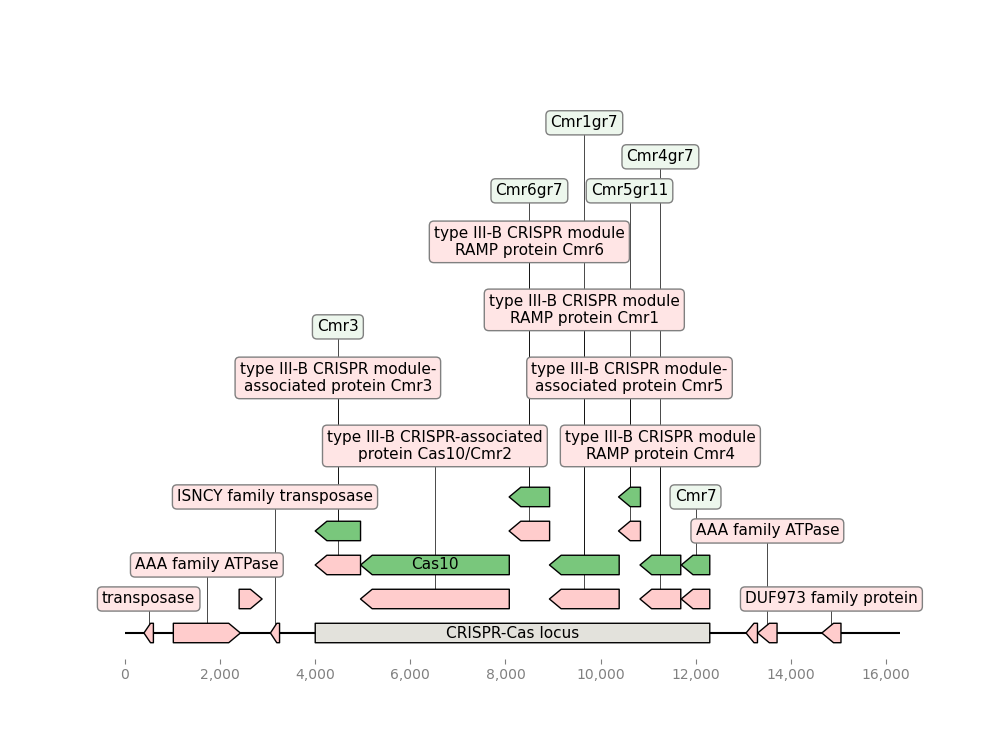 Cmr1gr7
Cmr4gr7
Cmr6gr7
Cmr5gr11
type III-B CRISPR module
RAMP protein Cmr6
type III-B CRISPR module
RAMP protein Cmr1
Cmr3
type III-B CRISPR module-
associated protein Cmr3
type III-B CRISPR module-
associated protein Cmr5
type III-B CRISPR-associated
protein Cas10/Cmr2
type III-B CRISPR module
RAMP protein Cmr4
ISNCY family transposase
Cmr7
AAA family ATPase
AAA family ATPase
Cas10
transposase
DUF973 family protein
CRISPR-Cas locus
0
2,000
4,000
6,000
8,000
10,000
12,000
14,000
16,000